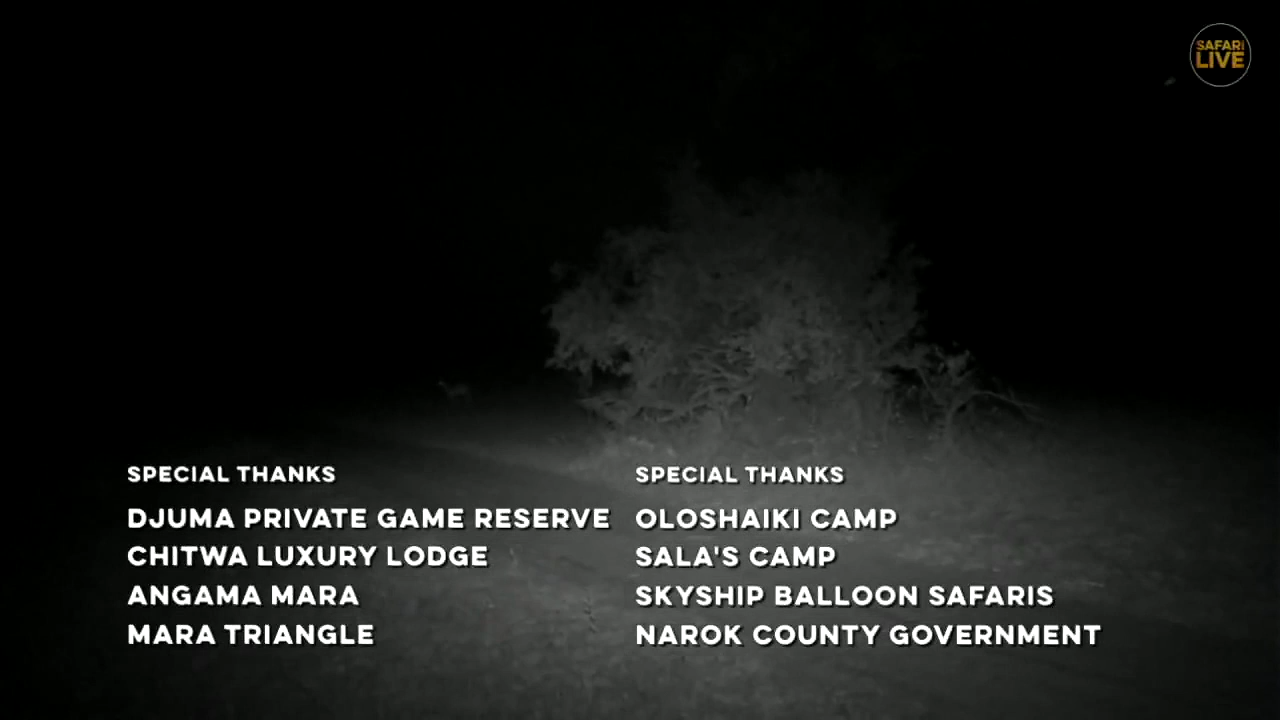 SAFARI
LIVE
SPECIAL THANKS
DJUMA PRIVATE GAME RESERVE
CHITWA LUXURY LODGE
ANGAMA MARA
MARA TRIANGLE
SPECIAL THANKS
OLOSHAIKI CAMP
SALA'S CAMP
SKYSHIP BALLOON SAFARIS
NAROK COUNTY GOVERNMENT